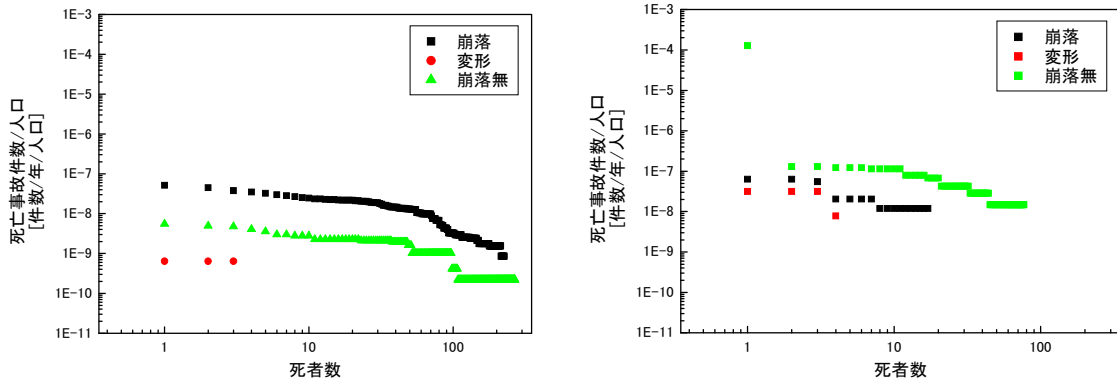 1E-3
1E-4
1E-5
1E-6
1E-7
1E-8
1E-9
1E-10
1E-11
死亡事故件数/人口
[件数/年/人口]
崩落
変形
崩落無
1 10 100
死者数
1E-3
1E-4
1E-5
1E-6
1E-7
1E-8
1E-9
1E-10
1E-11
死亡事故件数/人口
[件数/年/人口]
崩落
変形
崩落無
1 10 100
死者数